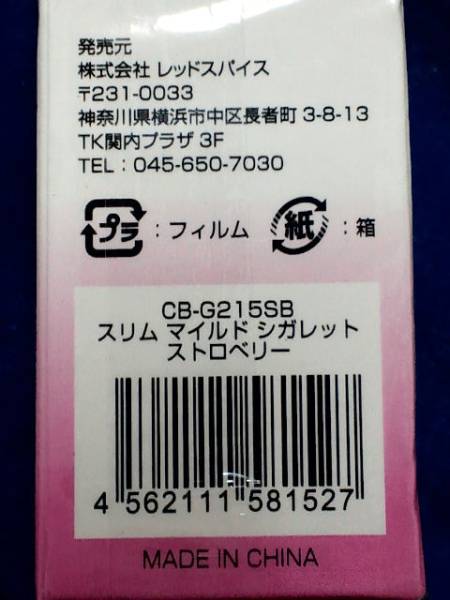 発売元
株式会社 レッドスパイス
〒231-0033
神奈川県横浜市中区長者町 3-8-13
TK関内プラザ 3F
TEL : 045-650-7030
プラ : フィルム 紙 : 箱
CB-G215SB
スリム マイルド シガレット
ストロベリー
4 562111 581527
MADE IN CHINA